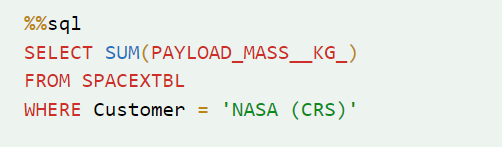 %%sql
SELECT SUM(PAYLOAD_MASS__KG_)
FROM SPACEXTBL
WHERE Customer = 'NASA (CRS)'